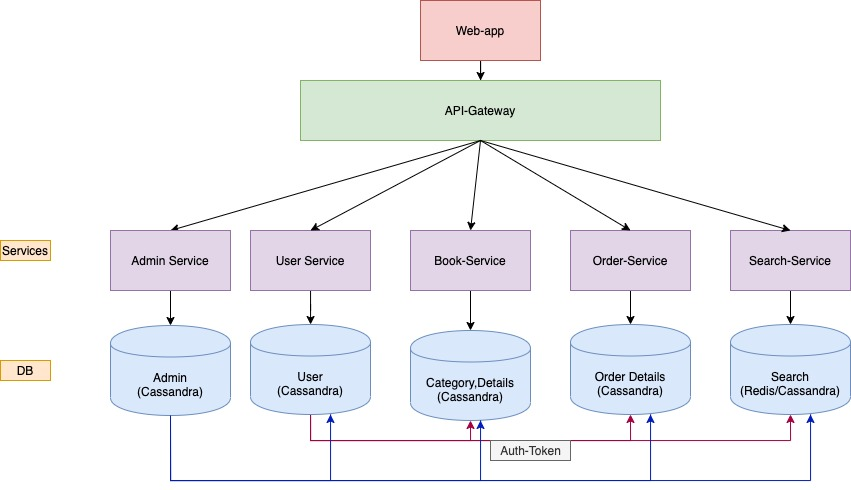 Web-app
API-Gateway
Services
Admin Service
User Service
Book-Service
Order-Service
Search-Service
DB
Admin
(Cassandra)
User
(Cassandra)
Category,Details
(Cassandra)
Order Details
(Cassandra)
Search
(Redis/Cassandra)
Auth-Token